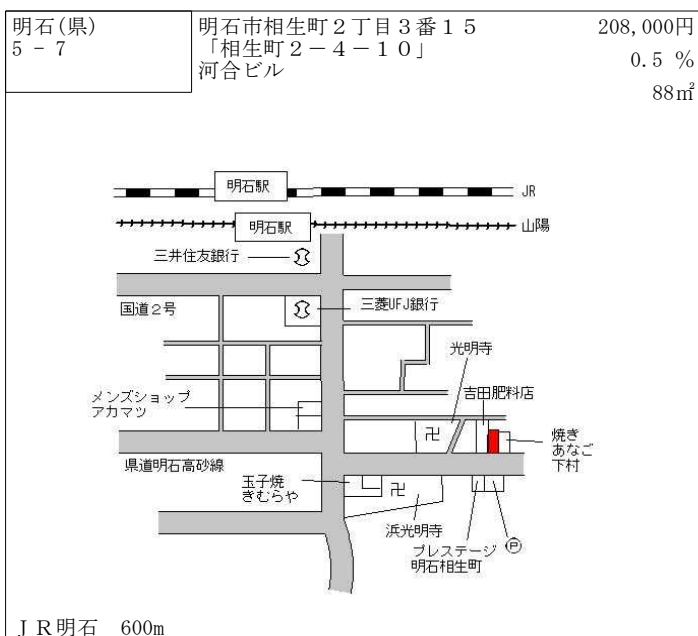 明石(県)
5 - 7
明石市相生町２丁目３番１５
「相生町２－４－１０」
河合ビル
208,000円
0.5 %
88㎡
明石駅
JR
明石駅
山陽
三井住友銀行
国道２号
三菱UFJ銀行
光明寺
吉田肥料店
メンズショップ
アカマツ
卍
焼き
あなご
下村
県道明石高砂線
玉子焼
きむらや
卍
浜光明寺
プレステージ
明石相生町
Ⓟ
ＪＲ明石　600m